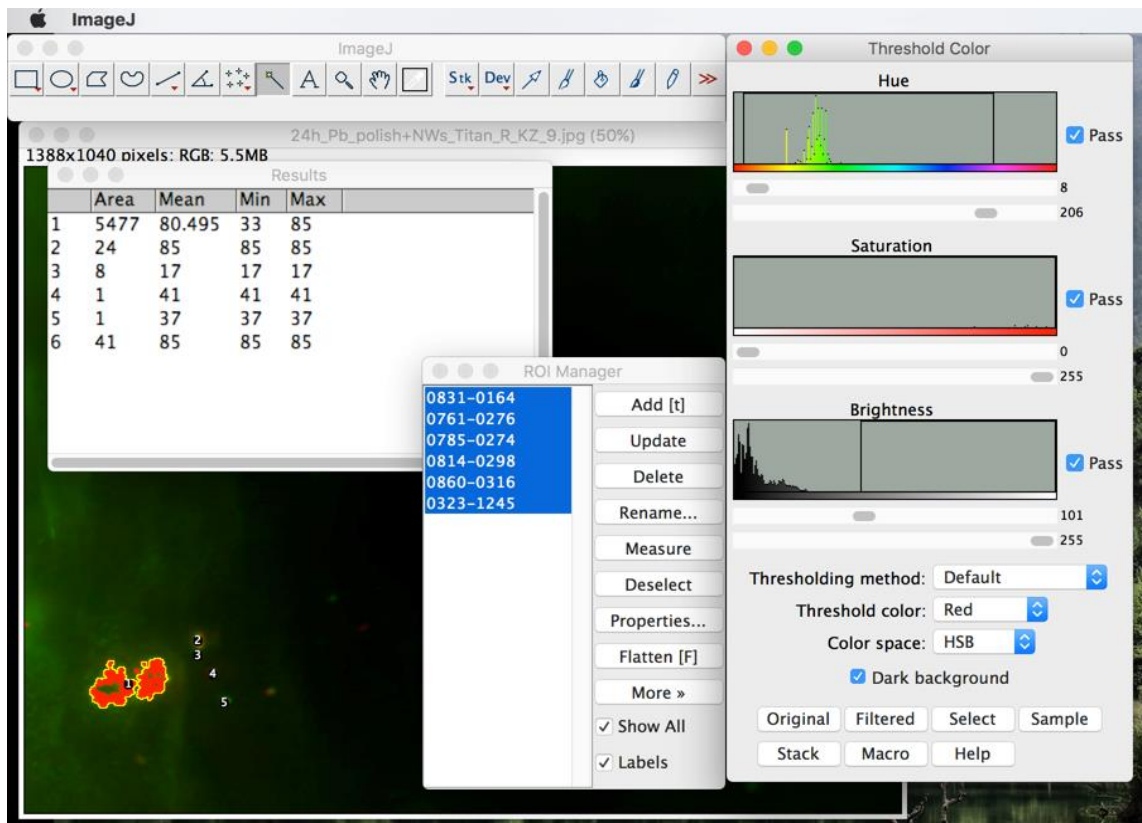 ImageJ
ImageJ
A Stk Dev >>
24h_Pb_polish+NWs_Titan_R_KZ_9.jpg (50%)
1388x1040 pixels: RGB: 5.5MB
Results
Area Mean Min Max
1 5477 80.495 33 85
2 24 85 85 85
3 8 17 17 17
4 1 41 41 41
5 1 37 37 37
6 41 85 85 85
ROI Manager
0831-0164
0761-0276
0785-0274
0814-0298
0860-0316
0323-1245
Add [t]
Update
Delete
Rename...
Measure
Deselect
Properties...
Flatten [F]
More »
Show All
Labels
1
2
3
4
5
Threshold Color
Hue
Pass
8
206
Saturation
Pass
0
255
Brightness
Pass
101
255
Thresholding method: Default
Threshold color: Red
Color space: HSB
Dark background
Original Filtered Select Sample
Stack Macro Help